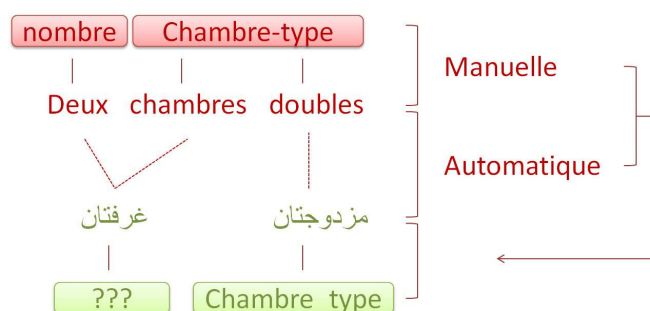 nombre Chambre-type
Manuelle
Deux chambres doubles
Automatique
غرفتان مزدوجتان
??? Chambre type